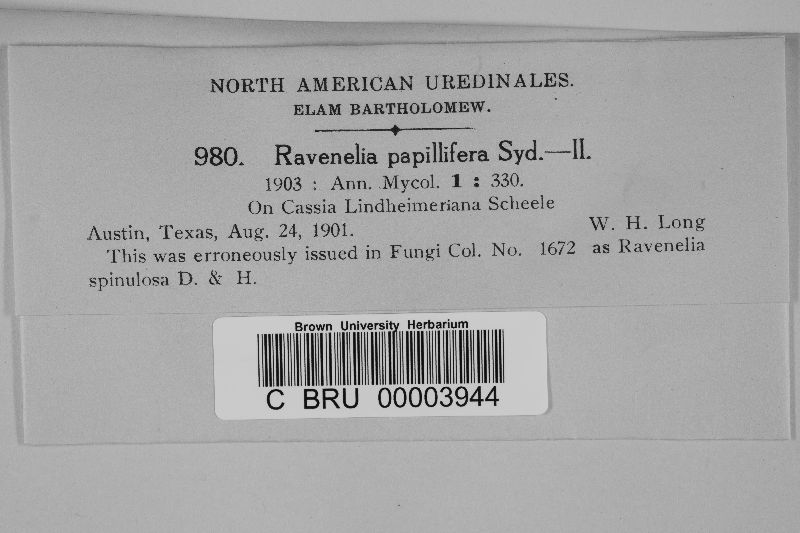 NORTH AMERICAN UREDINALES.
ELAM BARTHOLOMEW.
980. Ravenelia papillifera Syd.—II.
1903 : Ann. Mycol. 1 : 330.
On Cassia Lindheimeriana Scheele
Austin, Texas, Aug. 24, 1901. W. H. Long
This was erroneously issued in Fungi Col. No. 1672 as Ravenelia
spinulosa D. & H.
Brown University Herbarium
C BRU 00003944